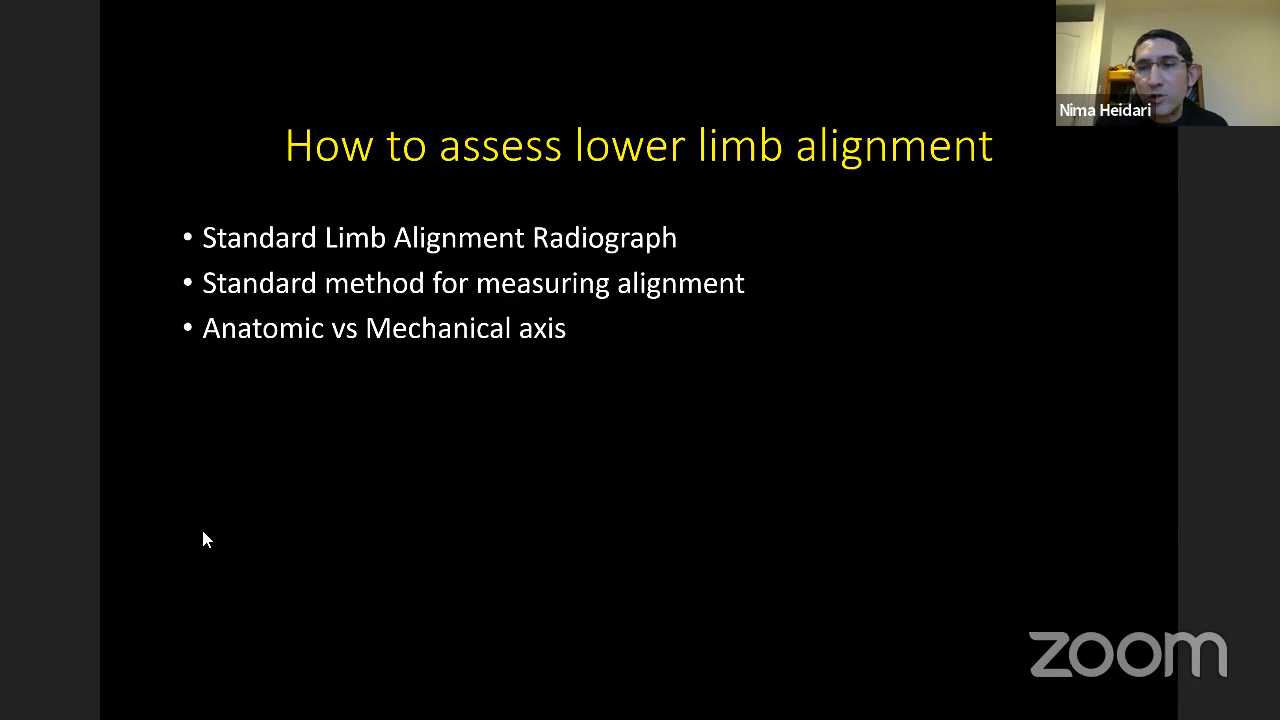 How to assess lower limb alignment
• Standard Limb Alignment Radiograph
• Standard method for measuring alignment
• Anatomic vs Mechanical axis
Nima Heidari
zoom